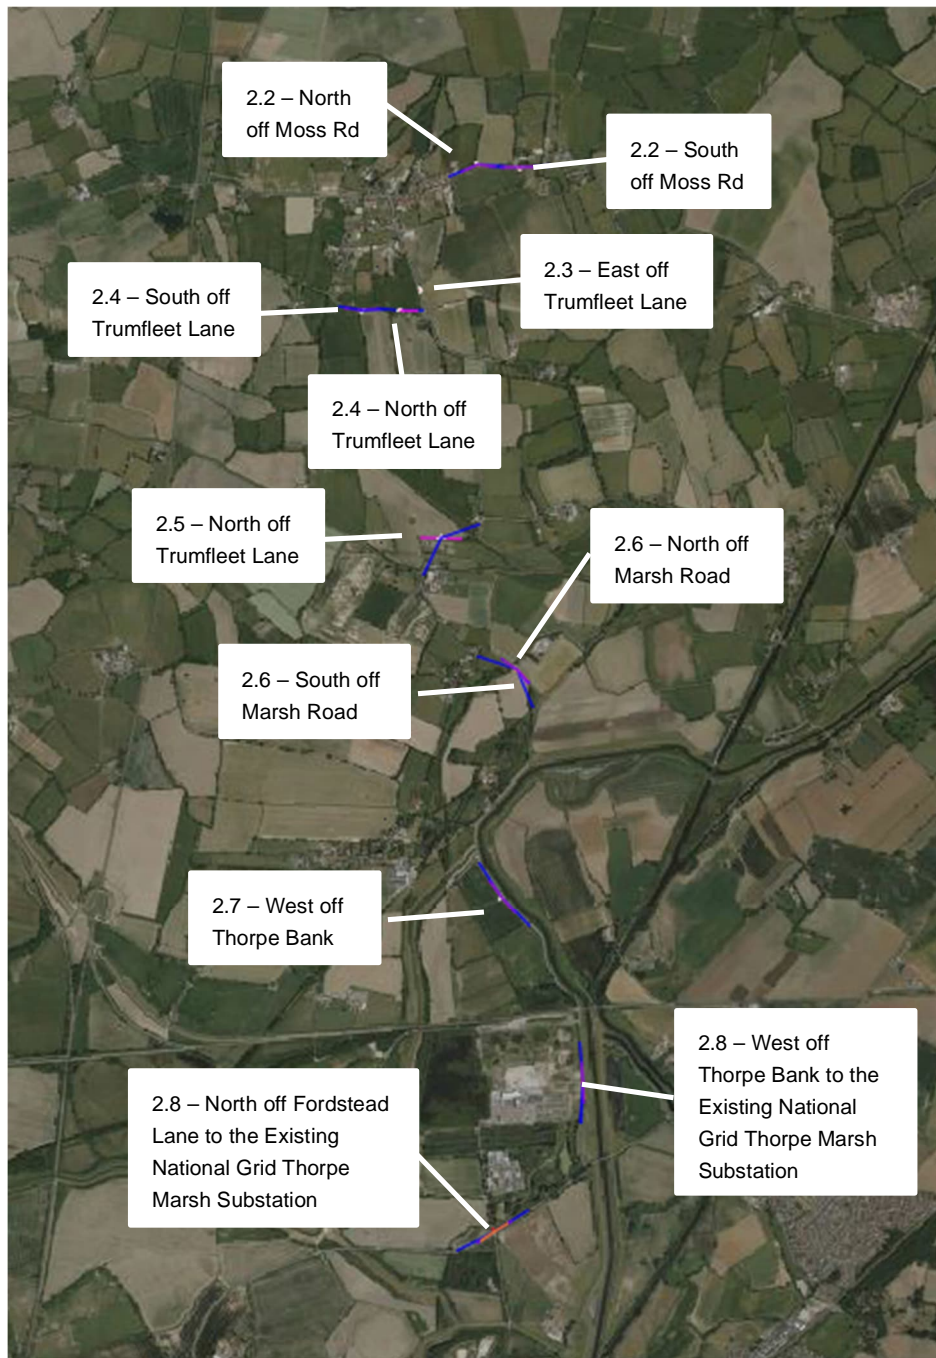 2.2 – North
off Moss Rd
2.2 – South
off Moss Rd
2.3 – East off
Trumfleet Lane
2.4 – South off
Trumfleet Lane
2.4 – North off
Trumfleet Lane
2.5 – North off
Trumfleet Lane
2.6 – North off
Marsh Road
2.6 – South off
Marsh Road
2.7 – West off
Thorpe Bank
2.8 – West off
Thorpe Bank to the
Existing National
Grid Thorpe Marsh
Substation
2.8 – North off Fordstead
Lane to the Existing
National Grid Thorpe
Marsh Substation